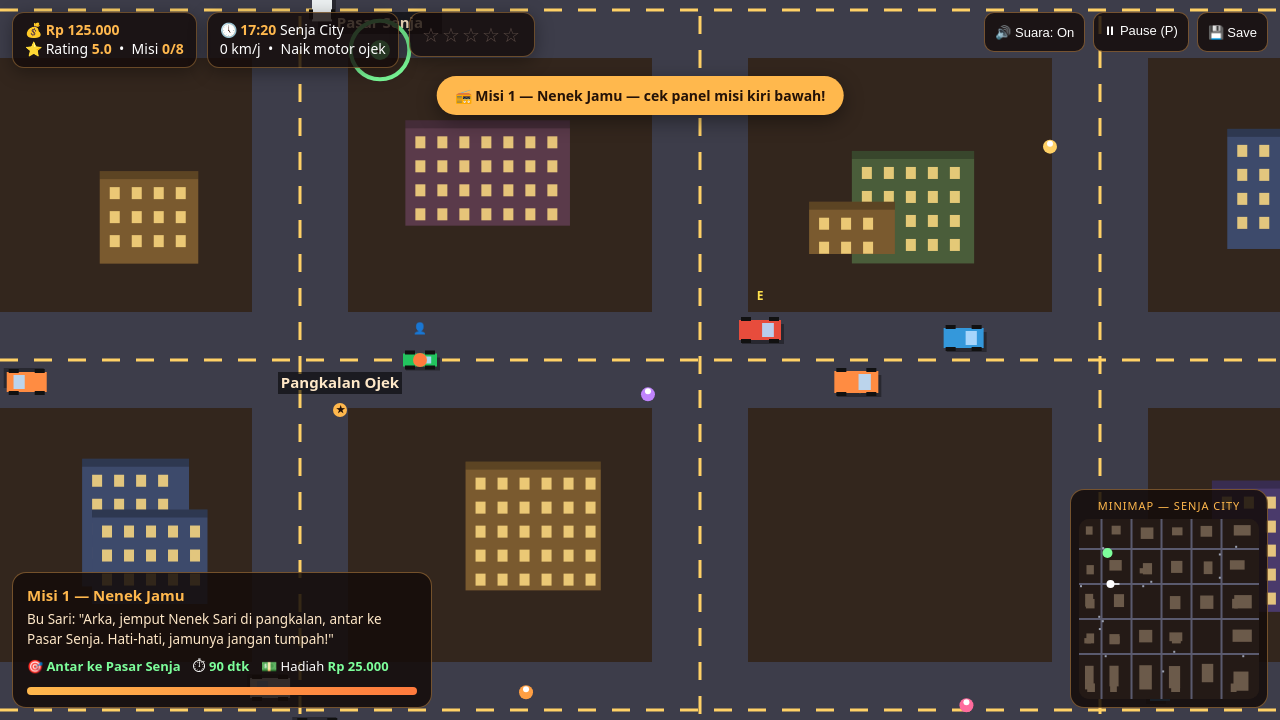 💰 Rp 125.000
⭐ Rating 5.0 • Misi 0/8
🕔 17:20 Senja City
0 km/j • Naik motor ojek
Pasar Senja
☆☆☆☆☆
🔊 Suara: On
⏸ Pause (P)
💾 Save
📻 Misi 1 — Nenek Jamu — cek panel misi kiri bawah!
E
Pangkalan Ojek
Misi 1 — Nenek Jamu
Bu Sari: "Arka, jemput Nenek Sari di pangkalan, antar ke
Pasar Senja. Hati-hati, jamunya jangan tumpah!"
🎯 Antar ke Pasar Senja ⏱ 90 dtk 💵 Hadiah Rp 25.000
MINIMAP — SENJA CITY